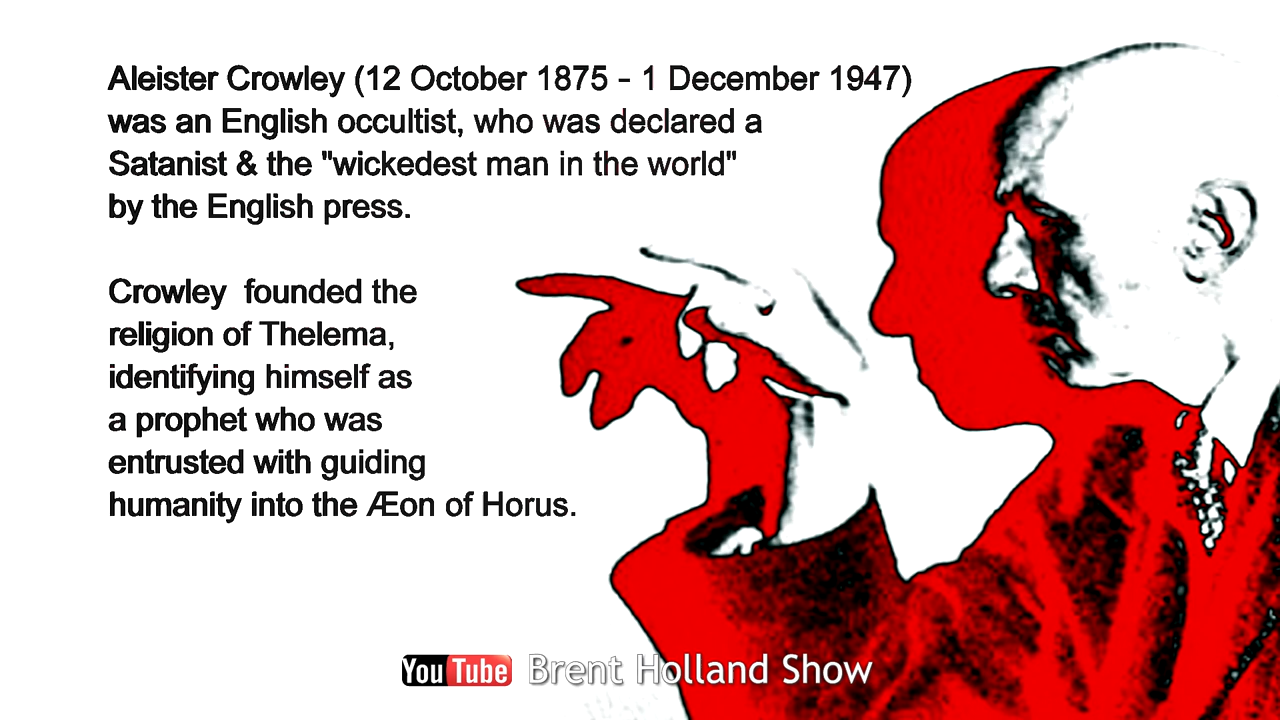 Aleister Crowley (12 October 1875 - 1 December 1947)
was an English occultist, who was declared a
Satanist & the "wickedest man in the world"
by the English press.
Crowley  founded the
religion of Thelema,
identifying himself as
a prophet who was
entrusted with guiding
humanity into the Æon of Horus.
YouTube Brent Holland Show